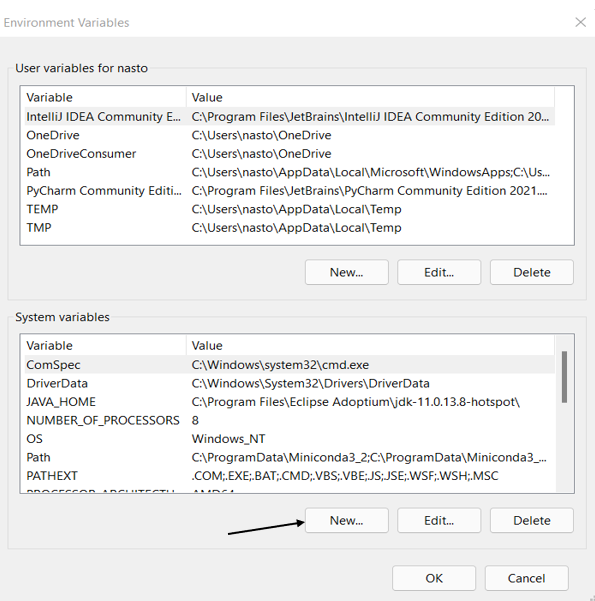 Environment Variables
User variables for nasto
Variable Value
IntelliJ IDEA Community E... C:\Program Files\JetBrains\IntelliJ IDEA Community Edition 20...
OneDrive C:\Users\nasto\OneDrive
OneDriveConsumer C:\Users\nasto\OneDrive
Path C:\Users\nasto\AppData\Local\Microsoft\WindowsApps;C:\Us...
PyCharm Community Editi... C:\Program Files\JetBrains\PyCharm Community Edition 2021....
TEMP C:\Users\nasto\AppData\Local\Temp
TMP C:\Users\nasto\AppData\Local\Temp
New... Edit... Delete
System variables
Variable Value
ComSpec C:\Windows\system32\cmd.exe
DriverData C:\Windows\System32\Drivers\DriverData
JAVA_HOME C:\Program Files\Eclipse Adoptium\jdk-11.0.13.8-hotspot\
NUMBER_OF_PROCESSORS 8
OS Windows_NT
Path C:\ProgramData\Miniconda3_2;C:\ProgramData\Miniconda3_...
PATHEXT .COM;.EXE;.BAT;.CMD;.VBS;.VBE;.JS;.JSE;.WSF;.WSH;.MSC
PROCESSOR_ARCHITECTU... AMD64
New... Edit... Delete
OK Cancel